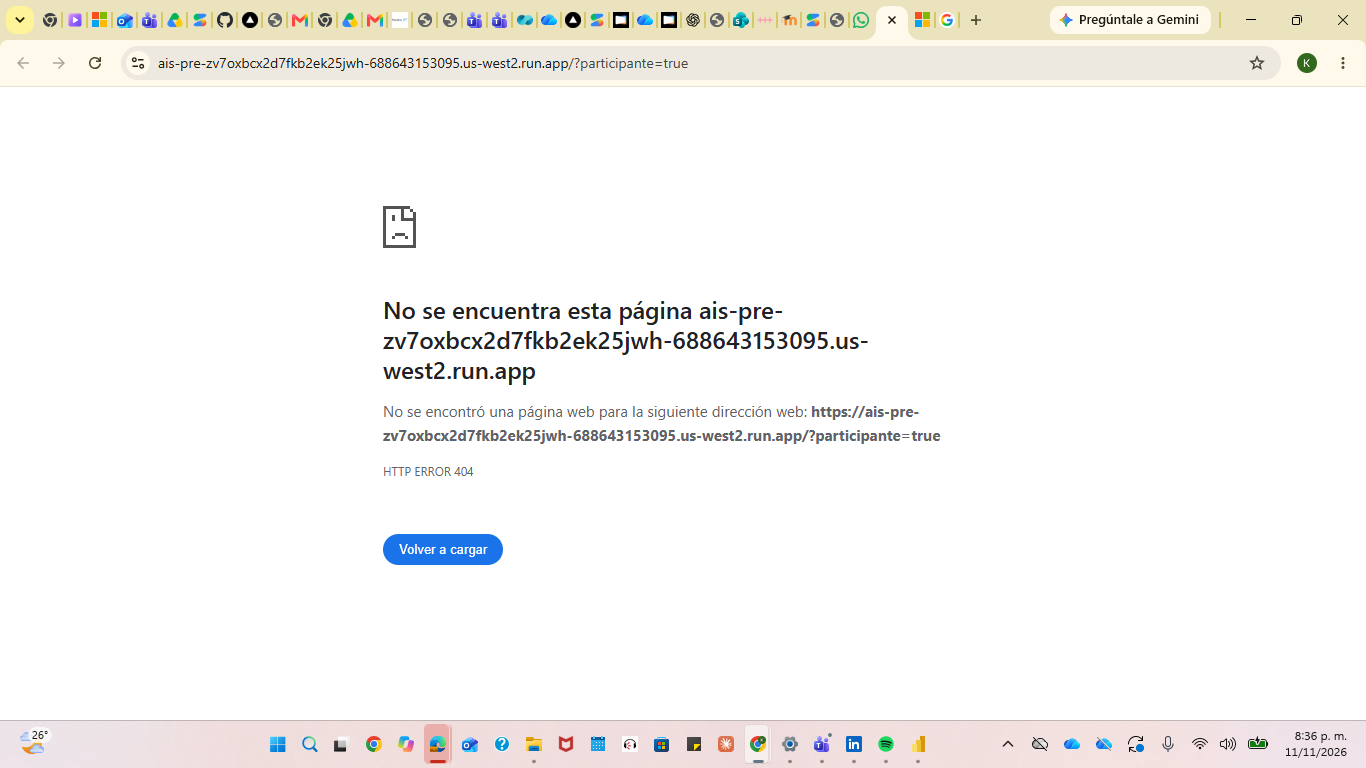 Pregúntale a Gemini
ais-pre-zv7oxbcx2d7fkb2ek25jwh-688643153095.us-west2.run.app/?participante=true
K
No se encuentra esta página ais-pre-
zv7oxbcx2d7fkb2ek25jwh-688643153095.us-
west2.run.app
No se encontró una página web para la siguiente dirección web: https://ais-pre-
zv7oxbcx2d7fkb2ek25jwh-688643153095.us-west2.run.app/?participante=true
HTTP ERROR 404
Volver a cargar
26°
8:36 p. m.
11/11/2026